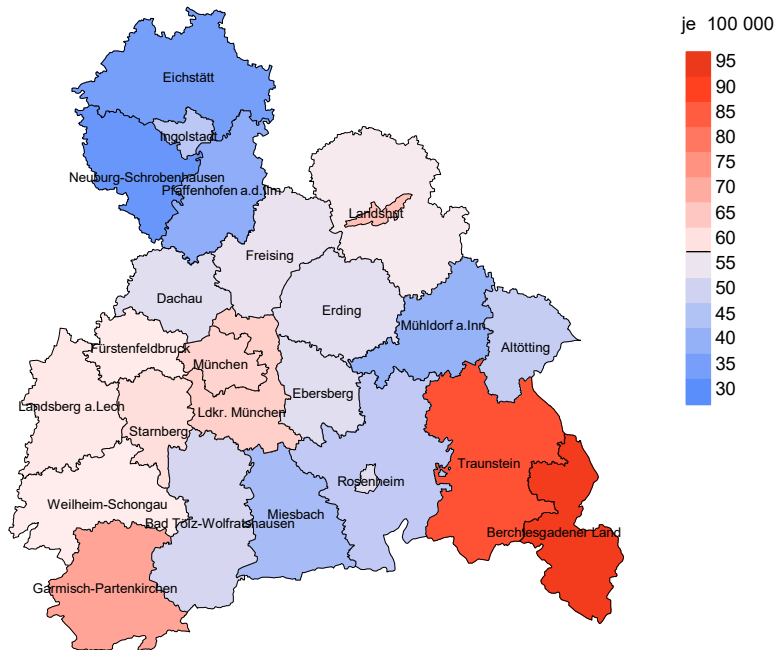 je 100 000
95
90
85
80
75
70
65
60
55
50
45
40
35
30
Eichstätt
Ingolstadt
Neuburg-Schrobenhausen
Pfaffenhofen a.d.Ilm
Landshut
Freising
Dachau
Erding
Mühldorf a.Inn
Altötting
Fürstenfeldbruck
München
Ebersberg
Landsberg a.Lech
Ldkr. München
Starnberg
Traunstein
Rosenheim
Weilheim-Schongau
Miesbach
Bad Tölz-Wolfratshausen
Berchtesgadener Land
Garmisch-Partenkirchen